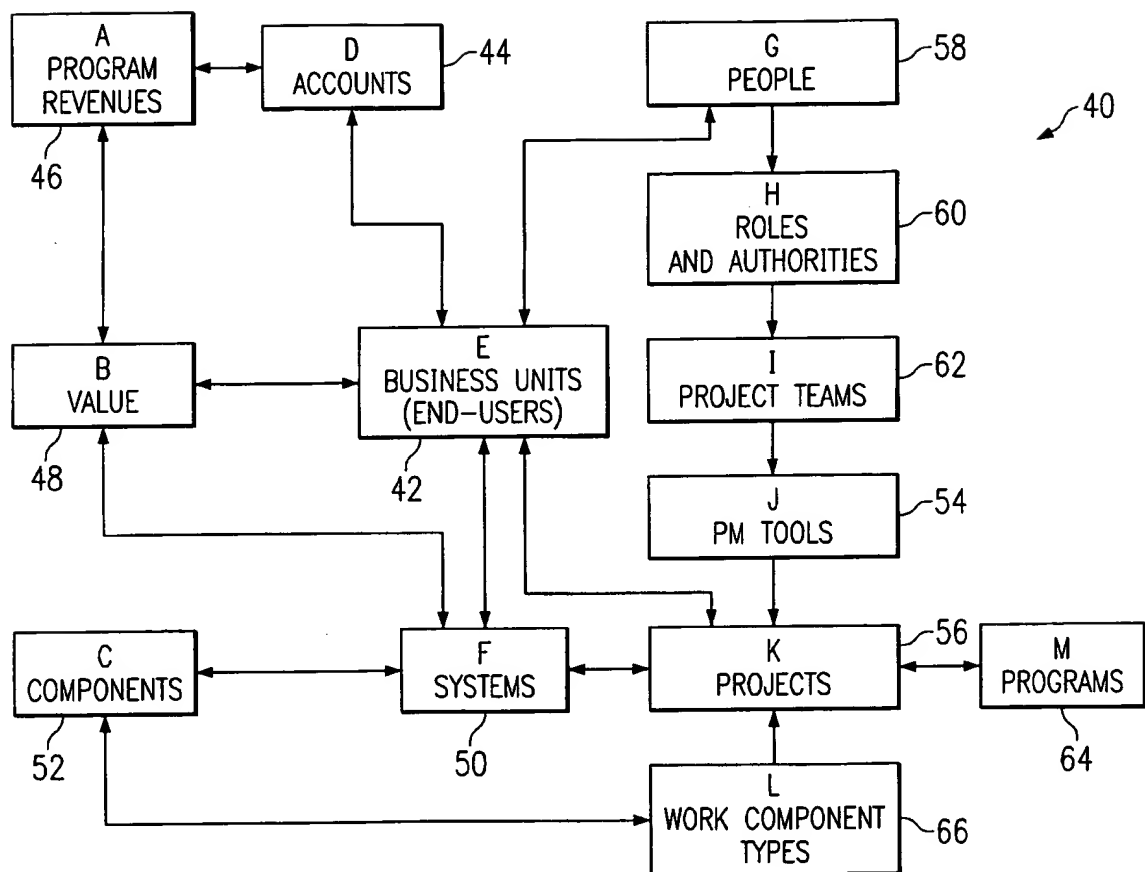 A
PROGRAM
REVENUES
46
D
ACCOUNTS
44
G
PEOPLE
58
40
H
ROLES
AND AUTHORITIES
60
B
VALUE
48
E
BUSINESS UNITS
(END-USERS)
42
I
PROJECT TEAMS
62
J
PM TOOLS
54
C
COMPONENTS
52
F
SYSTEMS
50
K
PROJECTS
56
M
PROGRAMS
64
L
WORK COMPONENT
TYPES
66